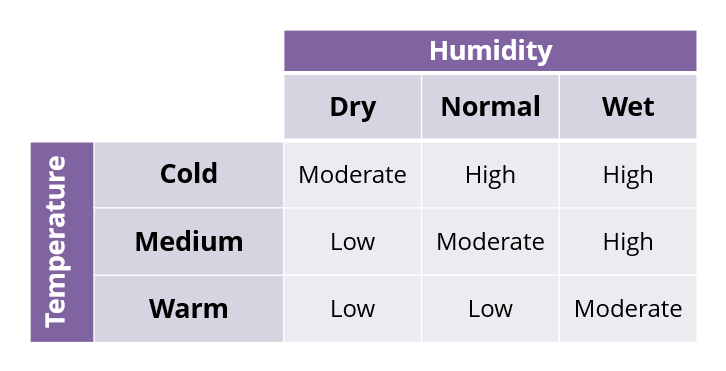 Humidity
Dry Normal Wet
Temperature
Cold Moderate High High
Medium Low Moderate High
Warm Low Low Moderate